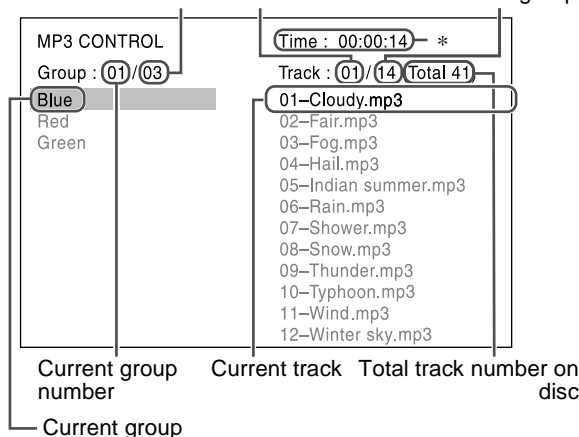 MP3 CONTROL
Time : 00:00:14 *
Group : 01/03
Track : 01/14 Total 41
Blue
Red
Green
01–Cloudy.mp3
02–Fair.mp3
03–Fog.mp3
04–Hail.mp3
05–Indian summer.mp3
06–Rain.mp3
07–Shower.mp3
08–Snow.mp3
09–Thunder.mp3
10–Typhoon.mp3
11–Wind.mp3
12–Winter sky.mp3
Current group
number
Current track
Total track number on
disc
Current group